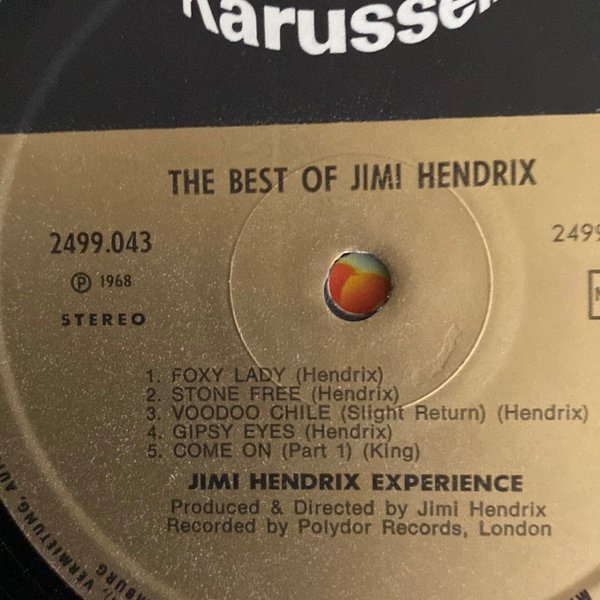 Karussell
THE BEST OF JIMI HENDRIX
2499.043
2499
Ⓟ 1968
STEREO
1. FOXY LADY (Hendrix)
2. STONE FREE (Hendrix)
3. VOODOO CHILE (Slight Return) (Hendrix)
4. GIPSY EYES (Hendrix)
5. COME ON (Part 1) (King)
JIMI HENDRIX EXPERIENCE
Produced & Directed by Jimi Hendrix
Recorded by Polydor Records, London
VERMIETUNG,